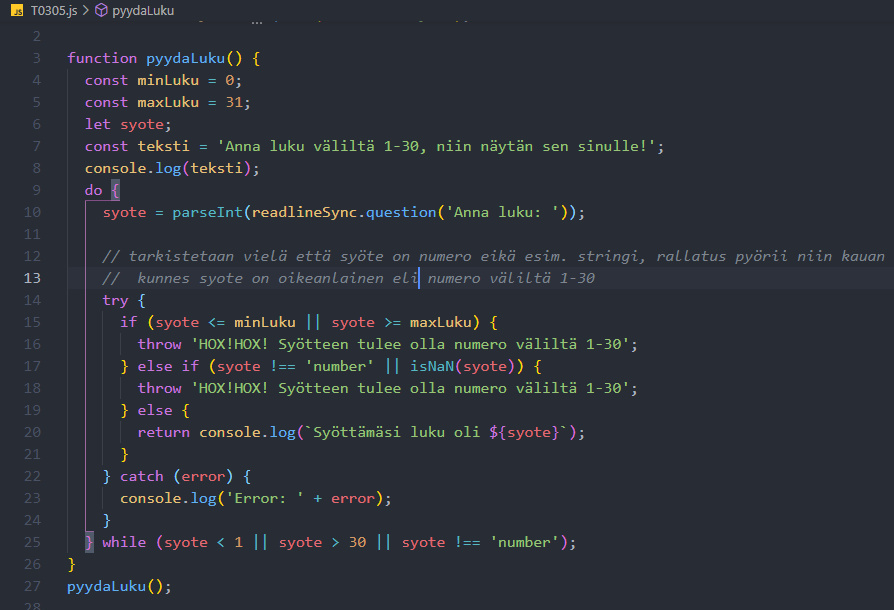 JS T0305.js > pyydaLuku
2
3 function pyydaLuku() {
4 const minLuku = 0;
5 const maxLuku = 31;
6 let syote;
7 const teksti = 'Anna luku väliltä 1-30, niin näytän sen sinulle!';
8 console.log(teksti);
9 do {
10 syote = parseInt(readlineSync.question('Anna luku: '));
11
12 // tarkistetaan vielä että syöte on numero eikä esim. stringi, rallatus pyörii niin kauan
13 //  kunnes syote on oikeanlainen eli numero väliltä 1-30
14 try {
15 if (syote <= minLuku || syote >= maxLuku) {
16 throw 'HOX!HOX! Syötteen tulee olla numero väliltä 1-30';
17 } else if (syote !== 'number' || isNaN(syote)) {
18 throw 'HOX!HOX! Syötteen tulee olla numero väliltä 1-30';
19 } else {
20 return console.log(`Syöttämäsi luku oli ${syote}`);
21 }
22 } catch (error) {
23 console.log('Error: ' + error);
24 }
25 } while (syote < 1 || syote > 30 || syote !== 'number');
26 }
27 pyydaLuku();
28